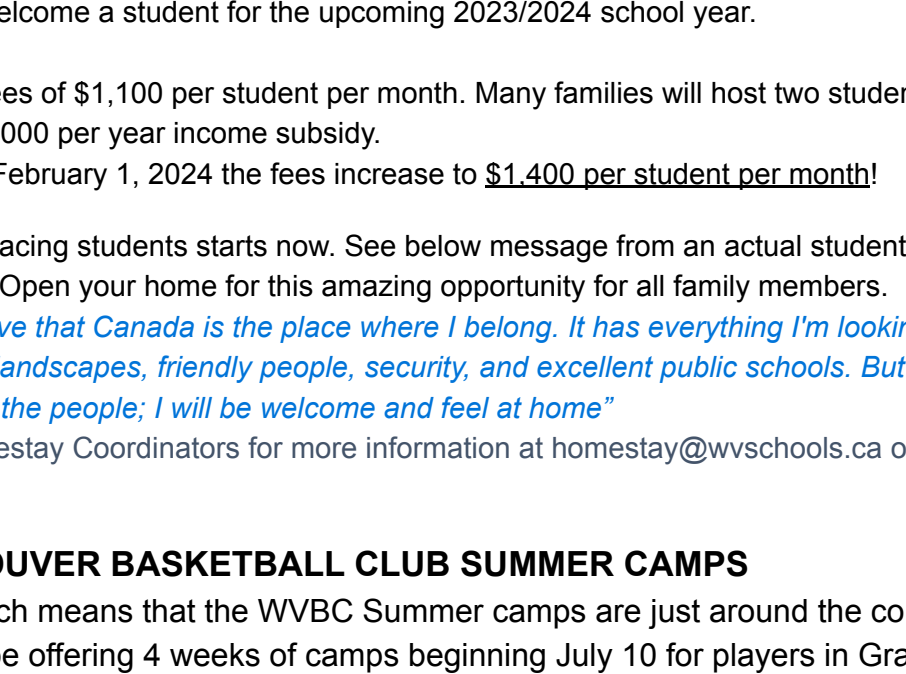 elcome a student for the upcoming 2023/2024 school year.
ees of $1,100 per student per month. Many families will host two studen
000 per year income subsidy.
February 1, 2024 the fees increase to $1,400 per student per month!
acing students starts now. See below message from an actual student
Open your home for this amazing opportunity for all family members.
ve that Canada is the place where I belong. It has everything I'm lookin
andscapes, friendly people, security, and excellent public schools. But
the people; I will be welcome and feel at home”
estay Coordinators for more information at homestay@wvschools.ca o
OUVER BASKETBALL CLUB SUMMER CAMPS
ch means that the WVBC Summer camps are just around the co
be offering 4 weeks of camps beginning July 10 for players in Gra